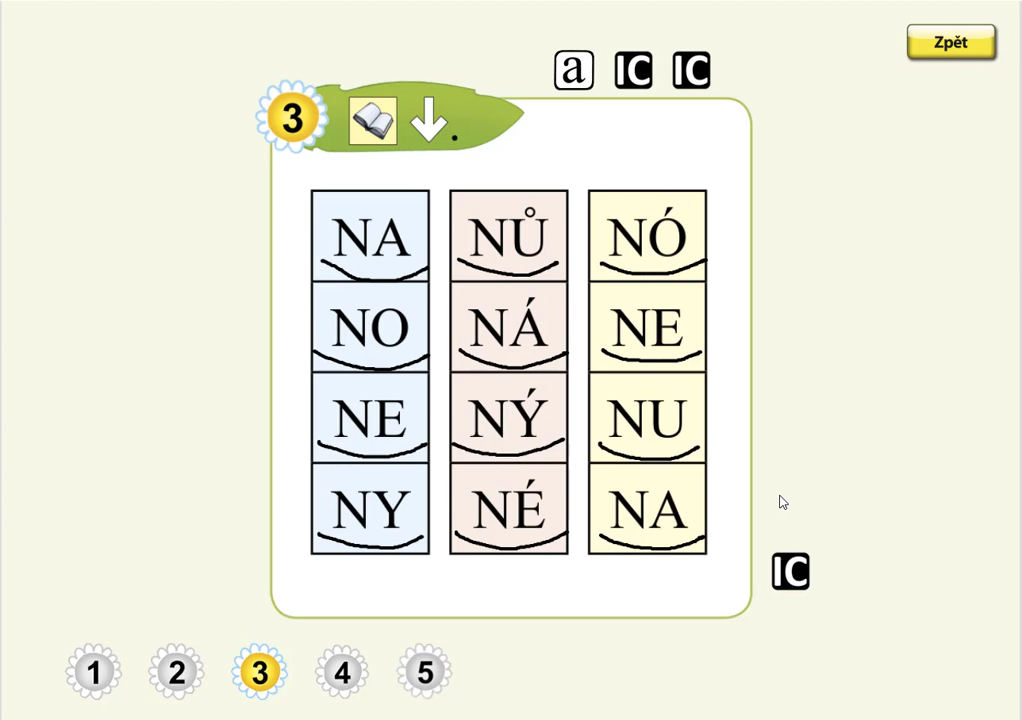 Zpět
a IC IC
3
NA NŮ NÓ
NO NÁ NE
NE NÝ NU
NY NÉ NA
IC
1 2 3 4 5